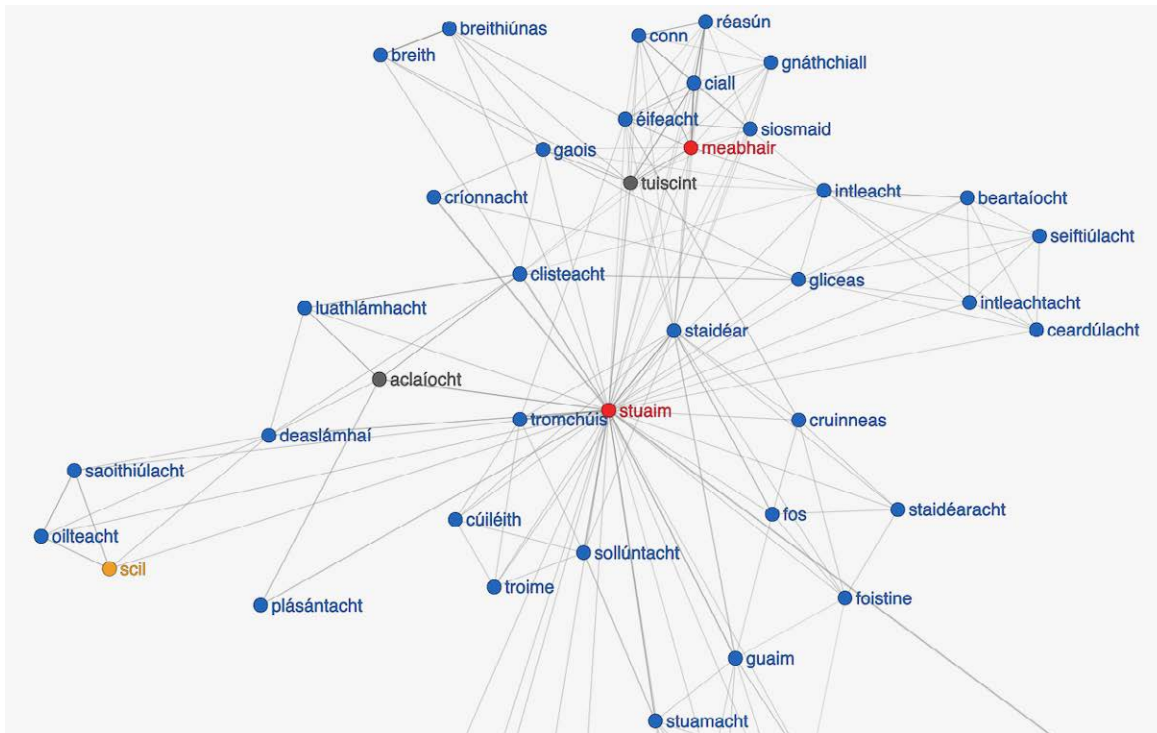 réasún
breithiúnas
conn
breith
gnáthchiall
ciall
éifeacht
siosmaid
gaois
meabhair
tuiscint
intleacht
críonnacht
beartaíocht
seiftiúlacht
clisteacht
gliceas
intleachtacht
luathlámhacht
ceardúlacht
staidéar
aclaíocht
stuaim
tromchúis
cruinneas
deaslámhaí
saoithiúlacht
staidéaracht
fos
cúiléith
oilteacht
sollúntacht
scil
troime
foistine
plásántacht
guaim
stuamacht